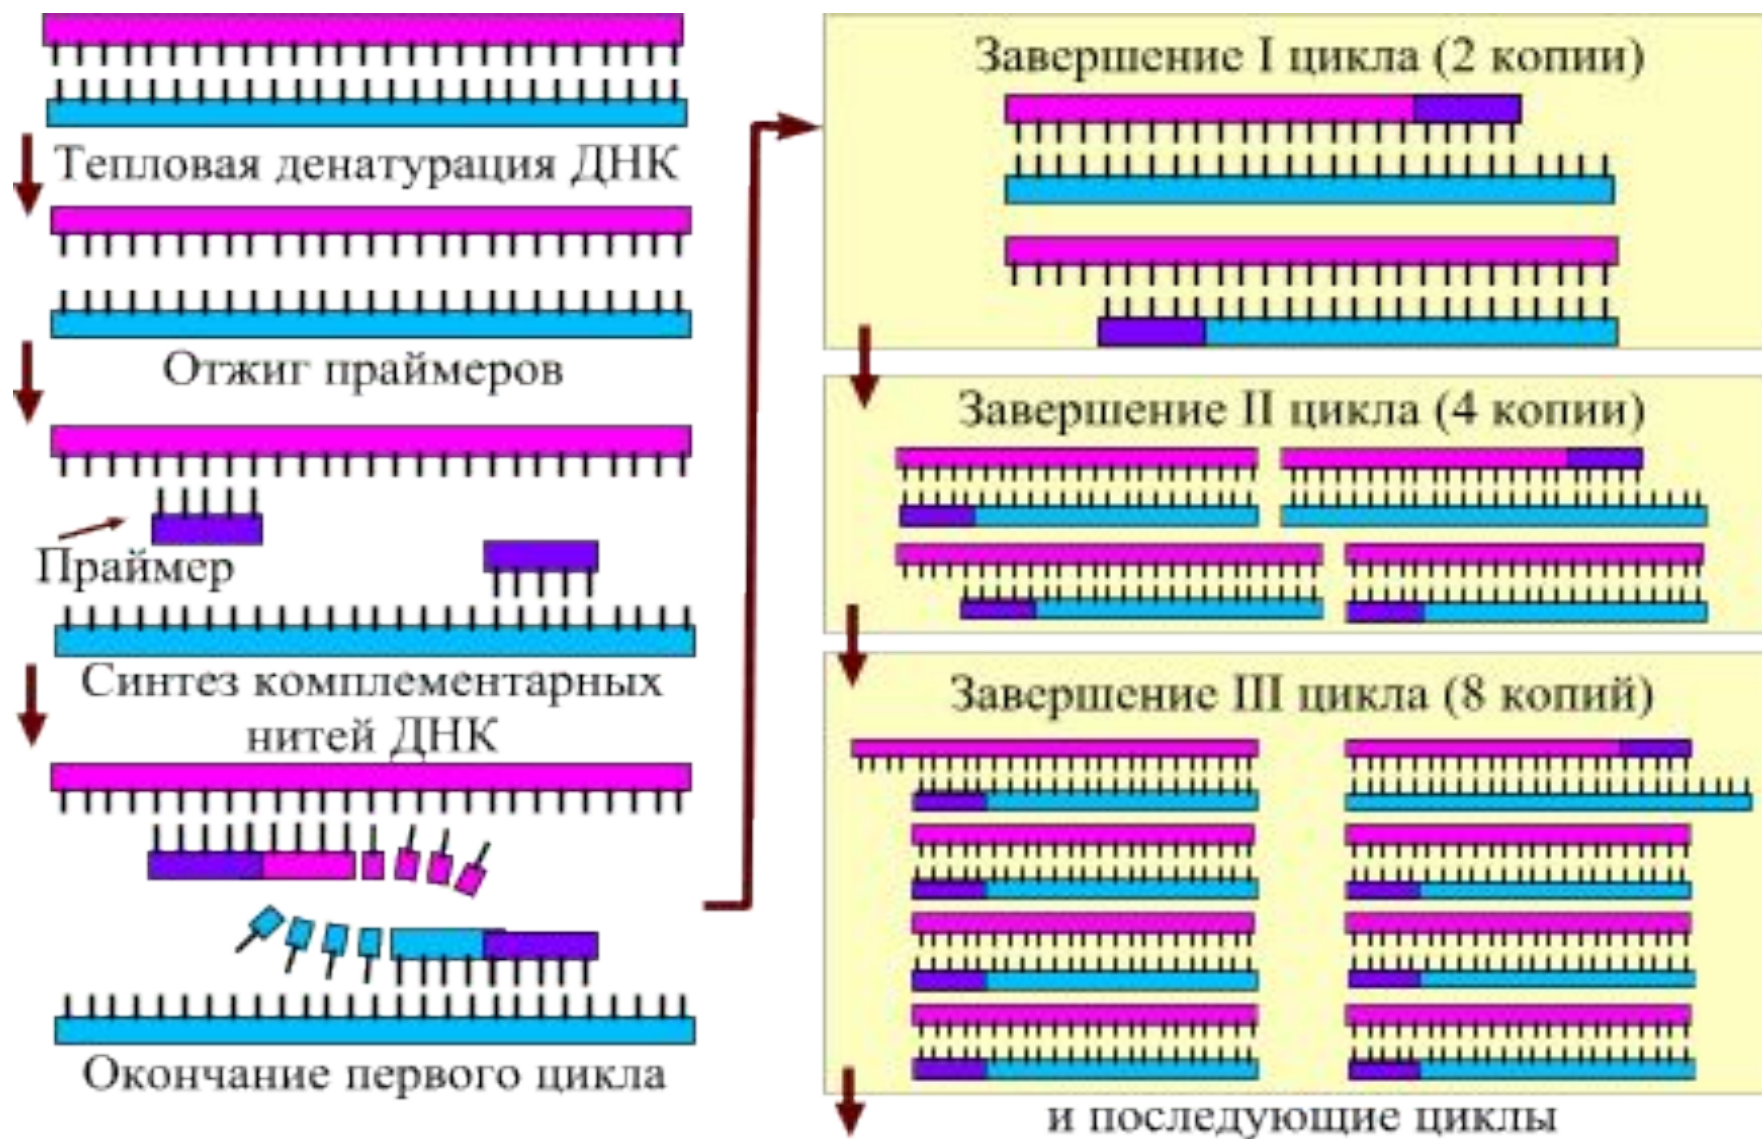 Тепловая денатурация ДНК
Отжиг праймеров
Праймер
Синтез комплементарных
нитей ДНК
Окончание первого цикла
Завершение I цикла (2 копии)
Завершение II цикла (4 копии)
Завершение III цикла (8 копий)
и последующие циклы